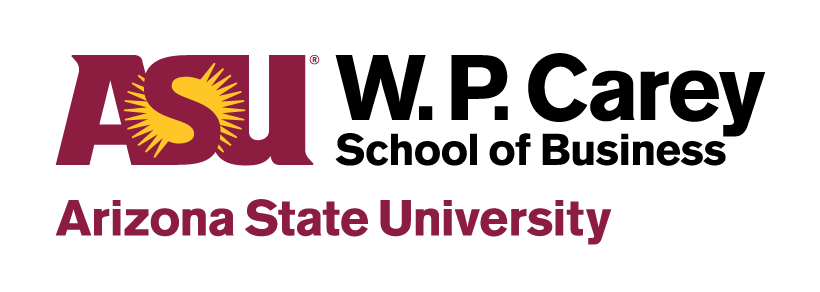 ASU® W. P. Carey
School of Business
Arizona State University